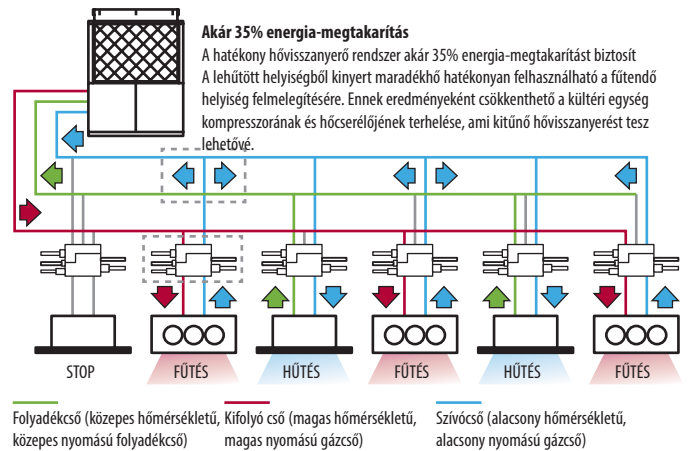 Akár 35% energia-megtakarítás
A hatékony hővisszanyerő rendszer akár 35% energia-megtakarítást biztosít
A lehűtött helyiségből kinyert maradékhő hatékonyan felhasználható a fűtendő
helyiség felmelegítésére. Ennek eredményeként csökkenthető a kültéri egység
kompresszorának és hőcserélőjének terhelése, ami kitűnő hővisszanyerést tesz
lehetővé.
STOP
FŰTÉS
HŰTÉS
FŰTÉS
HŰTÉS
FŰTÉS
Folyadékcső (közepes hőmérsékletű,
közepes nyomású folyadékcső)
Kifolyó cső (magas hőmérsékletű,
magas nyomású gázcső)
Szívócső (alacsony hőmérsékletű,
alacsony nyomású gázcső)